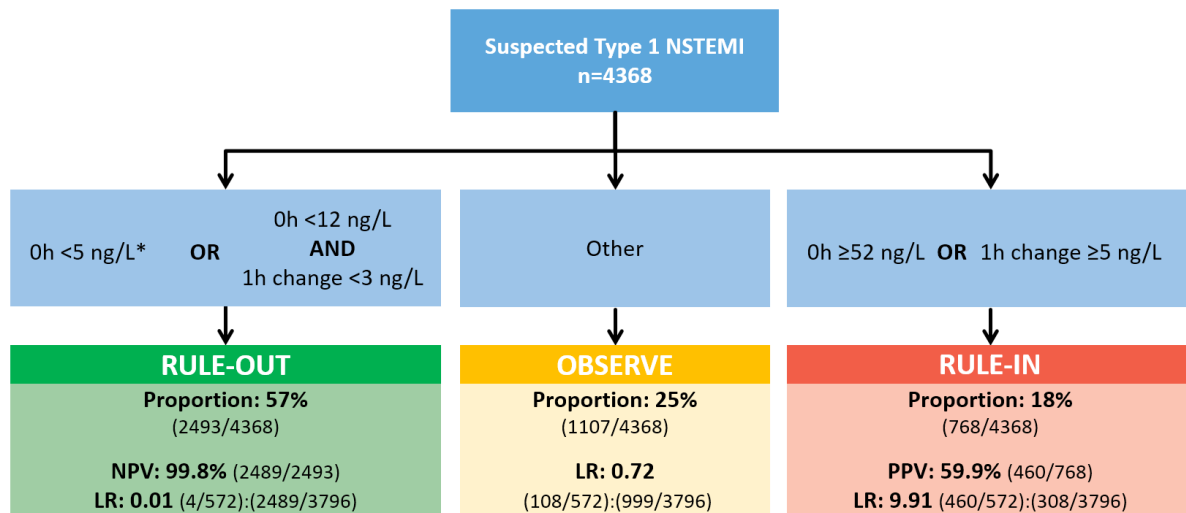 Suspected Type 1 NSTEMI
n=4368
0h <5 ng/L* OR 0h <12 ng/L
AND
1h change <3 ng/L
Other
0h ≥52 ng/L OR 1h change ≥5 ng/L
RULE-OUT
Proportion: 57%
(2493/4368)
NPV: 99.8% (2489/2493)
LR: 0.01 (4/572):(2489/3796)
OBSERVE
Proportion: 25%
(1107/4368)
LR: 0.72
(108/572):(999/3796)
RULE-IN
Proportion: 18%
(768/4368)
PPV: 59.9% (460/768)
LR: 9.91 (460/572):(308/3796)